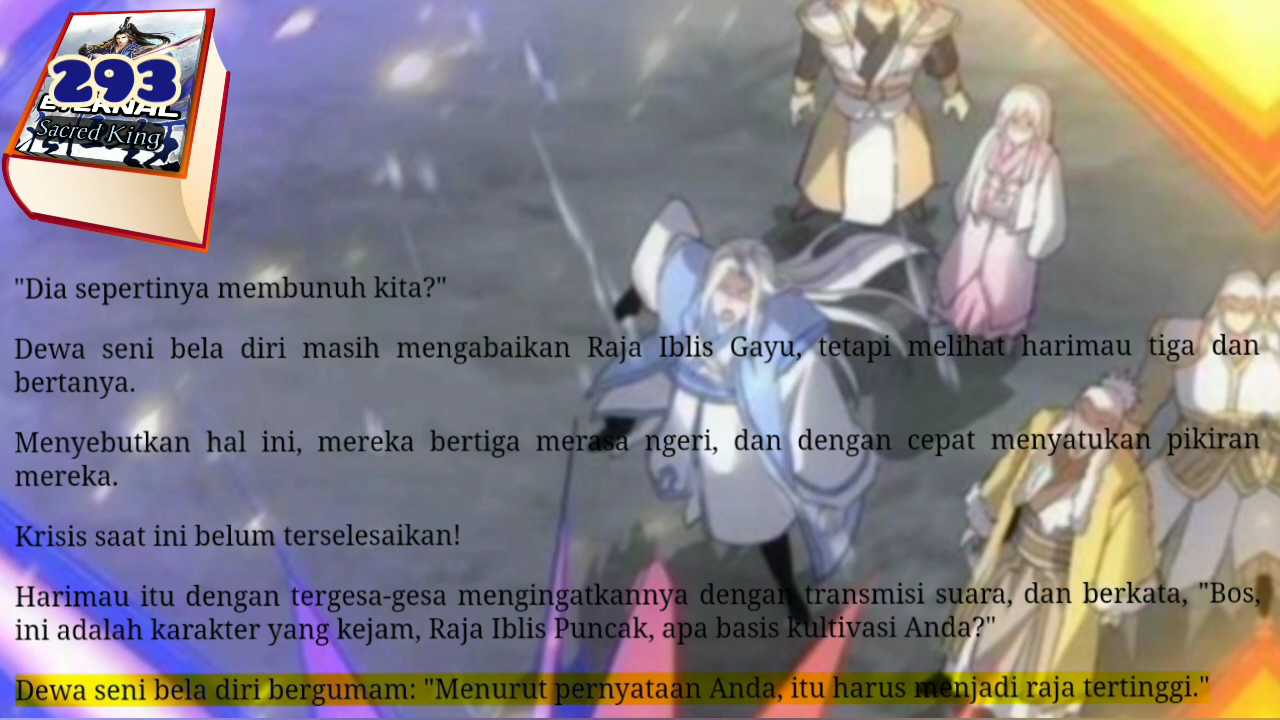 293
ETERNAL
Sacred King
"Dia sepertinya membunuh kita?"
Dewa seni bela diri masih mengabaikan Raja Iblis Gayu, tetapi melihat harimau tiga dan
bertanya.
Menyebutkan hal ini, mereka bertiga merasa ngeri, dan dengan cepat menyatukan pikiran
mereka.
Krisis saat ini belum terselesaikan!
Harimau itu dengan tergesa-gesa mengingatkannya dengan transmisi suara, dan berkata, "Bos,
ini adalah karakter yang kejam, Raja Iblis Puncak, apa basis kultivasi Anda?"
Dewa seni bela diri bergumam: "Menurut pernyataan Anda, itu harus menjadi raja tertinggi."